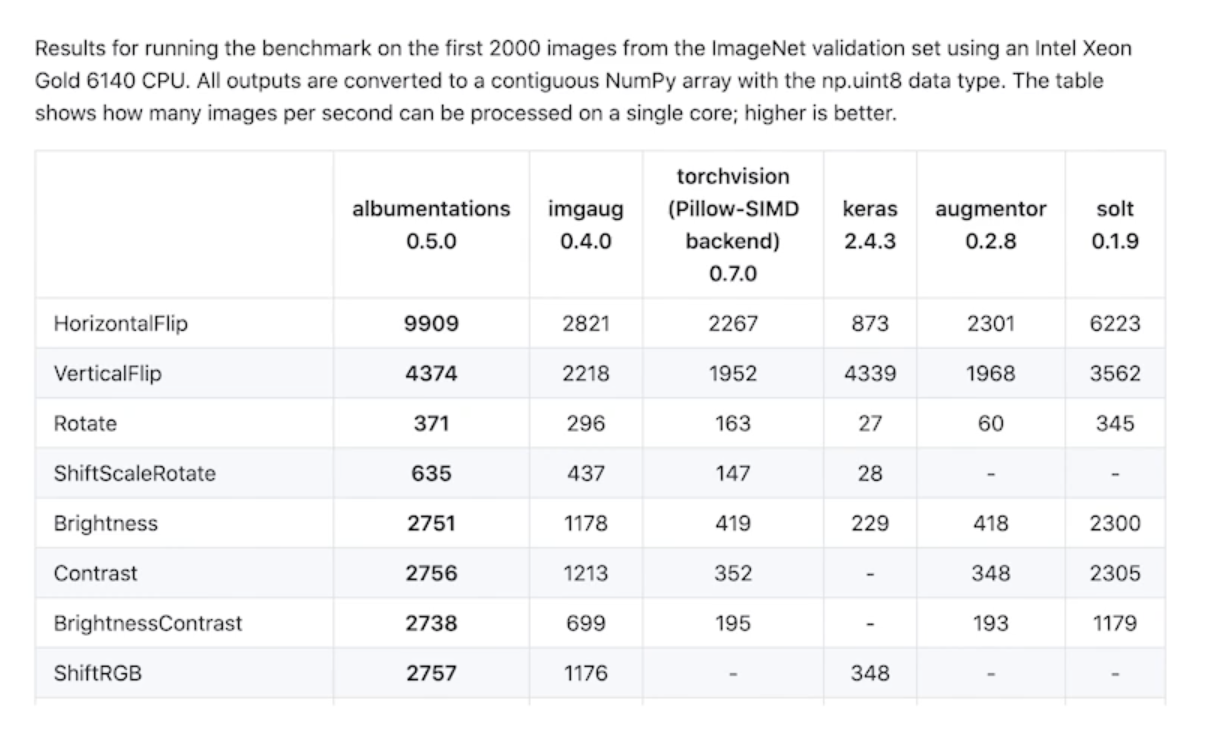 Results for running the benchmark on the first 2000 images from the ImageNet validation set using an Intel Xeon
Gold 6140 CPU. All outputs are converted to a contiguous NumPy array with the np.uint8 data type. The table
shows how many images per second can be processed on a single core; higher is better.
albumentations 0.5.0 imgaug 0.4.0 torchvision (Pillow-SIMD backend) 0.7.0 keras 2.4.3 augmentor 0.2.8 solt 0.1.9
HorizontalFlip 9909 2821 2267 873 2301 6223
VerticalFlip 4374 2218 1952 4339 1968 3562
Rotate 371 296 163 27 60 345
ShiftScaleRotate 635 437 147 28 - -
Brightness 2751 1178 419 229 418 2300
Contrast 2756 1213 352 - 348 2305
BrightnessContrast 2738 699 195 - 193 1179
ShiftRGB 2757 1176 - 348 - -